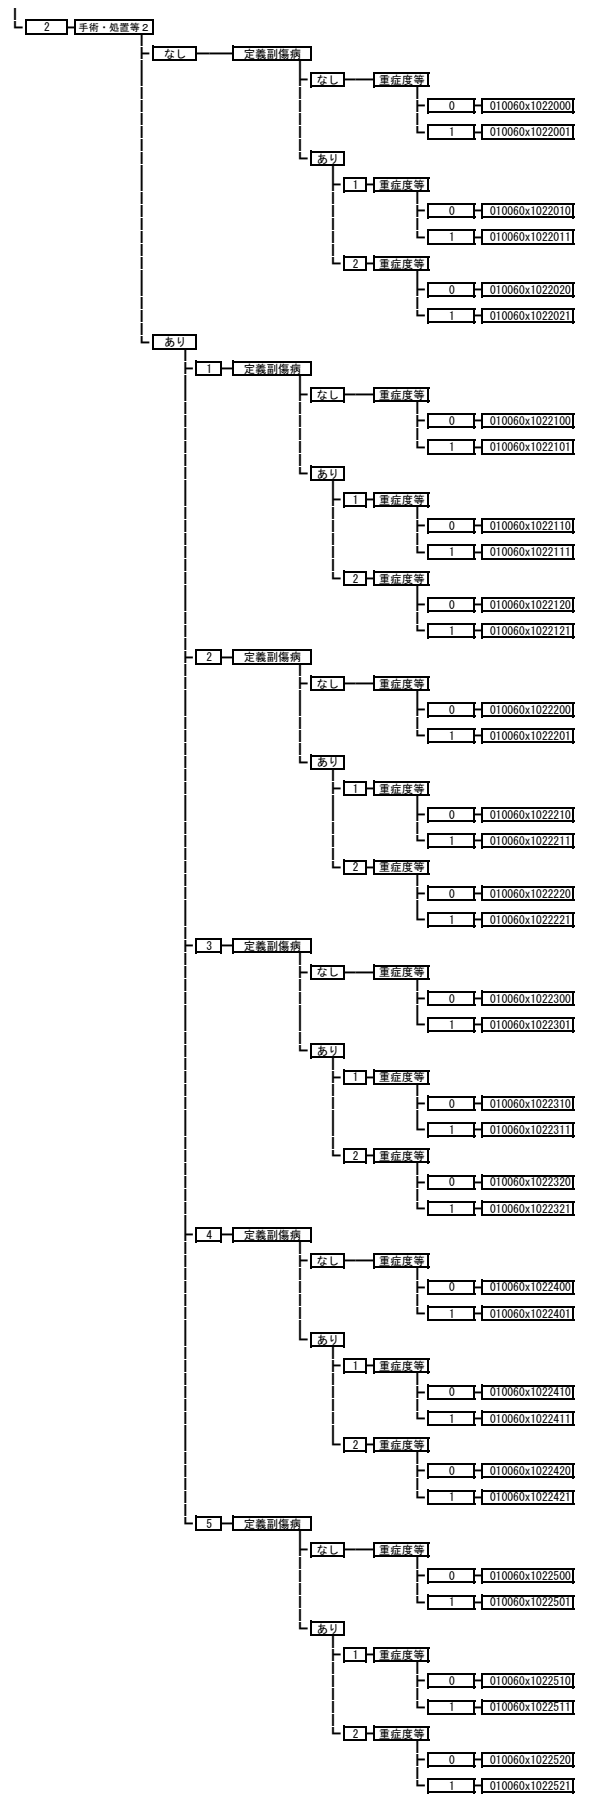 2 手術・処置等２
なし 定義副傷病
なし 重症度等
0 010060x1022000
1 010060x1022001
あり
1 重症度等
0 010060x1022010
1 010060x1022011
2 重症度等
0 010060x1022020
1 010060x1022021
あり
1 定義副傷病
なし 重症度等
0 010060x1022100
1 010060x1022101
あり
1 重症度等
0 010060x1022110
1 010060x1022111
2 重症度等
0 010060x1022120
1 010060x1022121
2 定義副傷病
なし 重症度等
0 010060x1022200
1 010060x1022201
あり
1 重症度等
0 010060x1022210
1 010060x1022211
2 重症度等
0 010060x1022220
1 010060x1022221
3 定義副傷病
なし 重症度等
0 010060x1022300
1 010060x1022301
あり
1 重症度等
0 010060x1022310
1 010060x1022311
2 重症度等
0 010060x1022320
1 010060x1022321
4 定義副傷病
なし 重症度等
0 010060x1022400
1 010060x1022401
あり
1 重症度等
0 010060x1022410
1 010060x1022411
2 重症度等
0 010060x1022420
1 010060x1022421
5 定義副傷病
なし 重症度等
0 010060x1022500
1 010060x1022501
あり
1 重症度等
0 010060x1022510
1 010060x1022511
2 重症度等
0 010060x1022520
1 010060x1022521